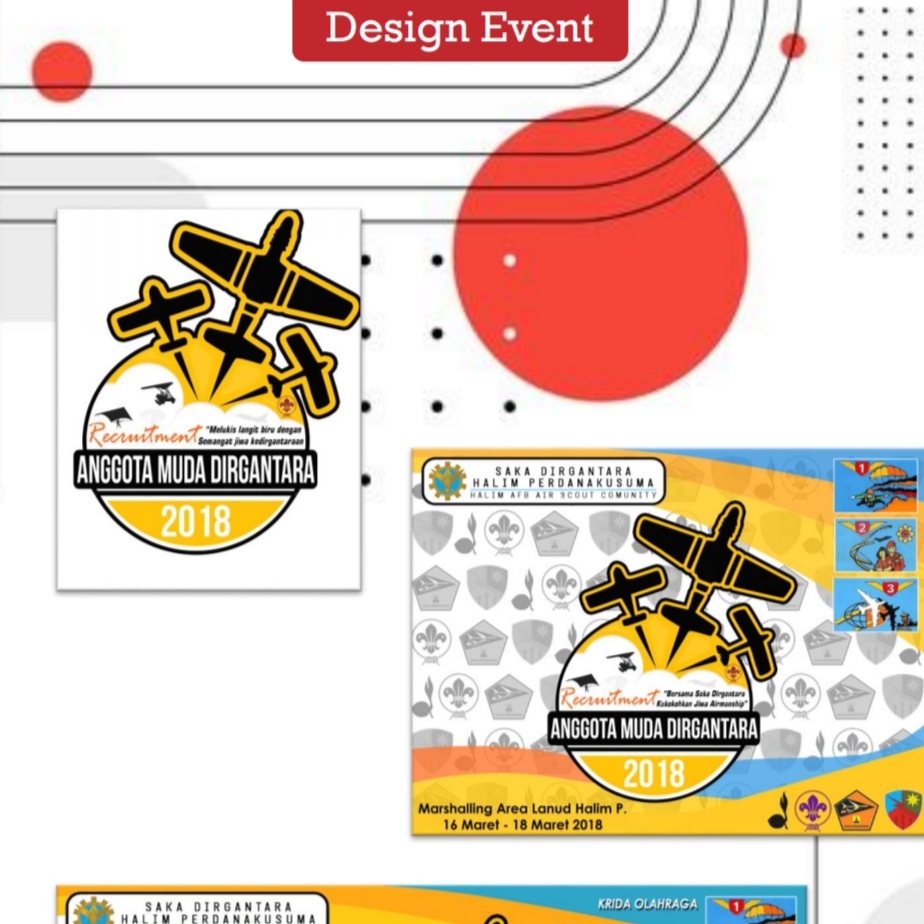 Design Event
Recruitment
"Melukis langit biru dengan
Semangat jiwa kedirgantaraan
ANGGOTA MUDA DIRGANTARA
2018
SAKA DIRGANTARA
HALIM PERDANAKUSUMA
HALIM AFB AIR SCOUT COMUNITY
1
2
3
Recruitment
"Bersama Saka Dirgantara
Kukokohkan Jiwa Airmanship"
ANGGOTA MUDA DIRGANTARA
2018
Marshalling Area Lanud Halim P.
16 Maret - 18 Maret 2018
SAKA DIRGANTARA
HALIM PERDANAKUSUMA
KRIDA OLAHRAGA
1